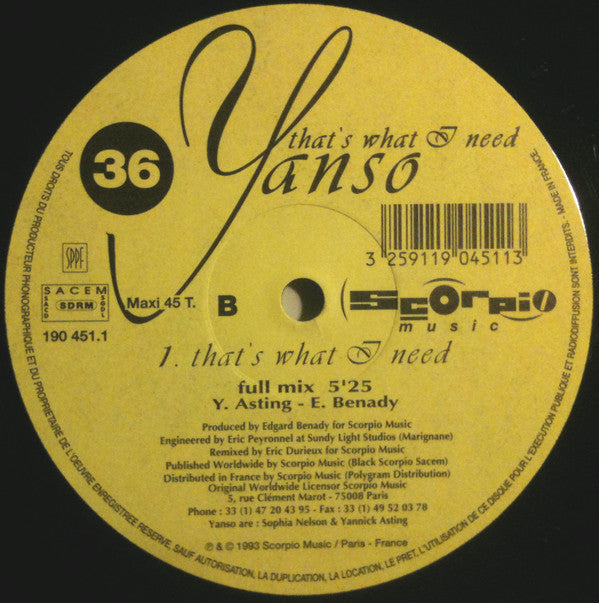 that's what I need
Yanso
36
3 259119 045113
SPPF
SACEM
SACD
SDRM
SGDL
190 451.1
Maxi 45 T.
B
Scorpio
music
1. that's what I need
full mix 5'25
Y. Asting - E. Benady
Produced by Edgard Benady for Scorpio Music
Engineered by Eric Peyronnel at Sundy Light Studios (Marignane)
Remixed by Eric Durieux for Scorpio Music
Published Worldwide by Scorpio Music (Black Scorpio Sacem)
Distributed in France by Scorpio Music (Polygram Distribution)
Original Worldwide Licensor Scorpio Music
5, rue Clément Marot - 75008 Paris
Phone : 33 (1) 47 20 43 95 - Fax : 33 (1) 49 52 03 78
Yanso are : Sophia Nelson & Yannick Asting
℗ & © 1993 Scorpio Music / Paris - France
TOUS DROITS DU PRODUCTEUR PHONOGRAPHIQUE ET DU PROPRIETAIRE DE L'OEUVRE ENREGISTREE RESERVE, SAUF AUTORISATION, LA DUPLICATION, LA LOCATION, LE PRET, L'UTILISATION DE CE DISQUE POUR L'EXECUTION PUBLIQUE ET RADIODIFFUSION SONT INTERDITS. - MADE IN FRANCE.